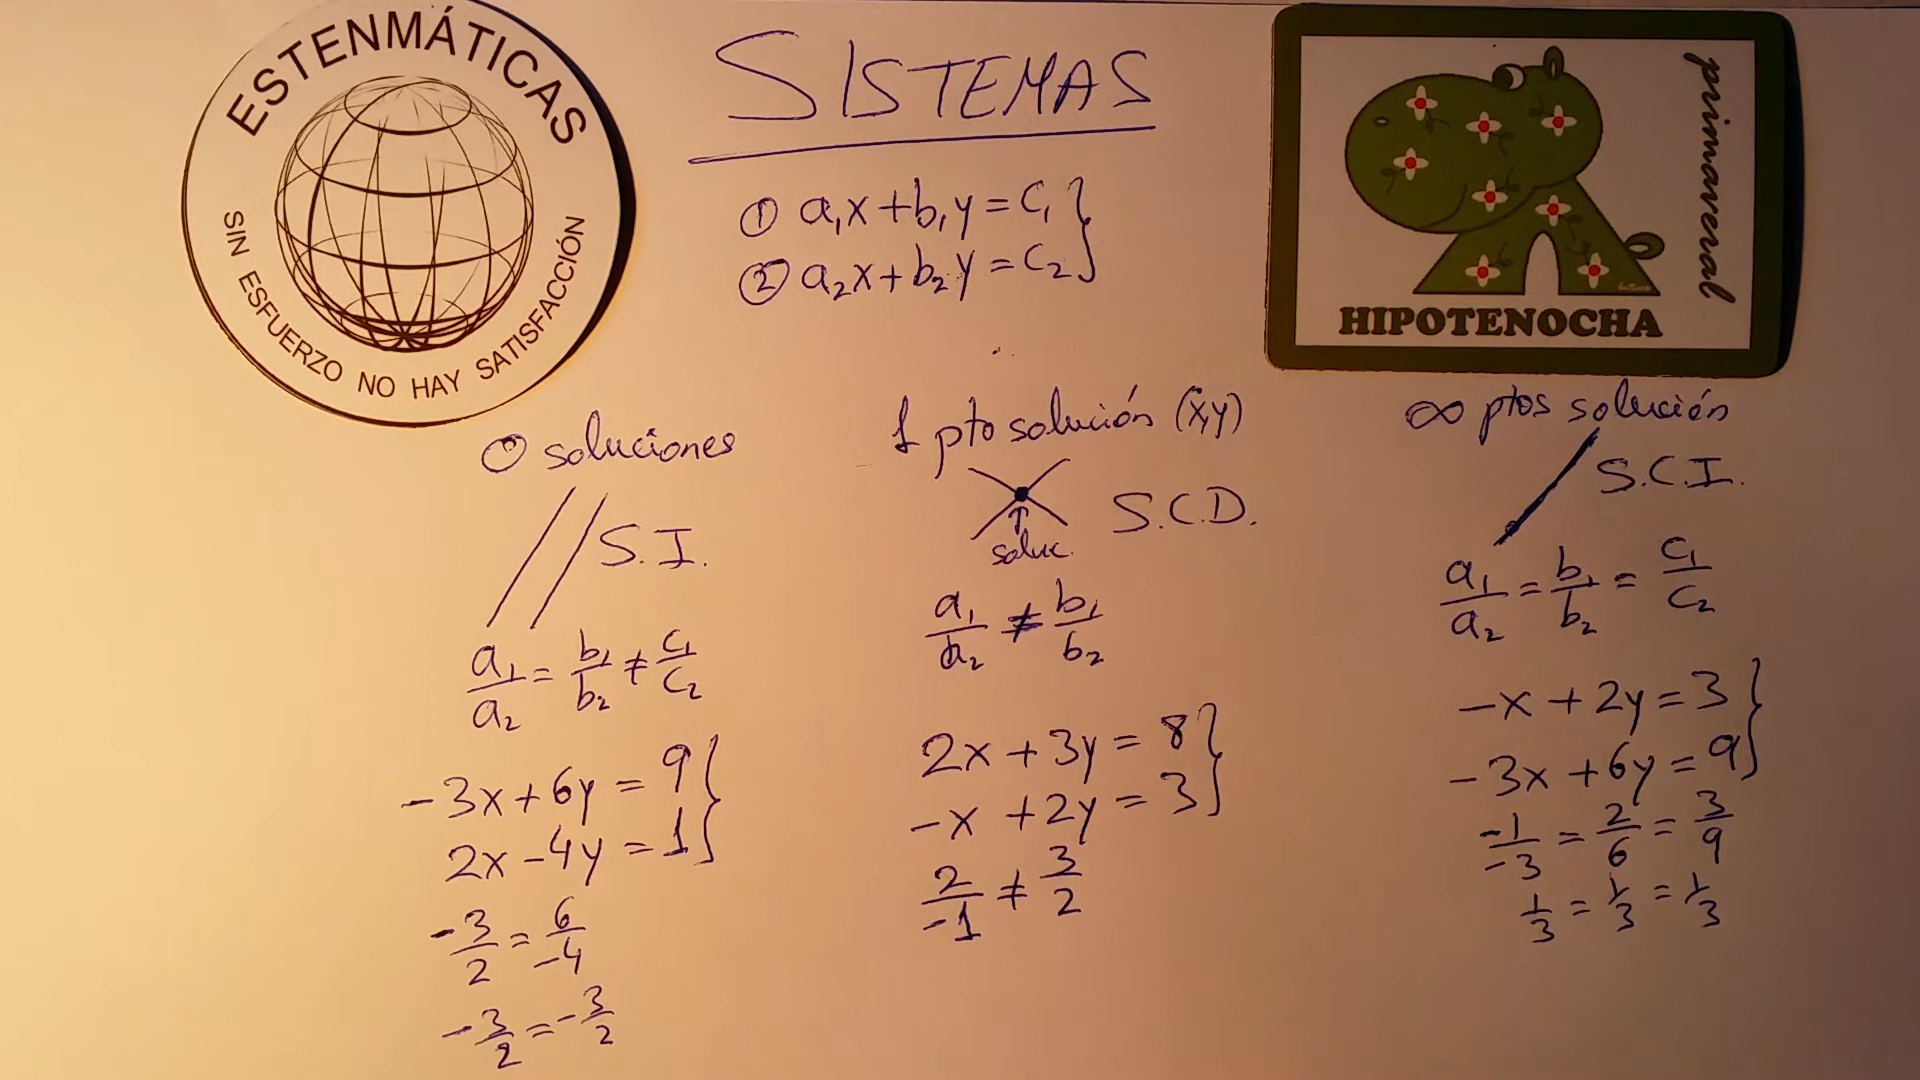 ESTENMÁTICAS
SIN ESFUERZO NO HAY SATISFACCIÓN
SISTEMAS
① a₁x+b₁y=c₁
② a₂x+b₂y=c₂
primaveral
HIPOTENOCHA
0 soluciones
S.I.
a₁/a₂ = b₁/b₂ ≠ c₁/c₂
-3x+6y=9
2x-4y=1
-3/2 = 6/-4
-3/2 = -3/2
1 pto solución (x,y)
soluc.
S.C.D.
a₁/a₂ ≠ b₁/b₂
2x+3y=8
-x+2y=3
2/-1 ≠ 3/2
∞ ptos solución
S.C.I.
a₁/a₂ = b₁/b₂ = c₁/c₂
-x+2y=3
-3x+6y=9
-1/-3 = 2/6 = 3/9
1/3 = 1/3 = 1/3